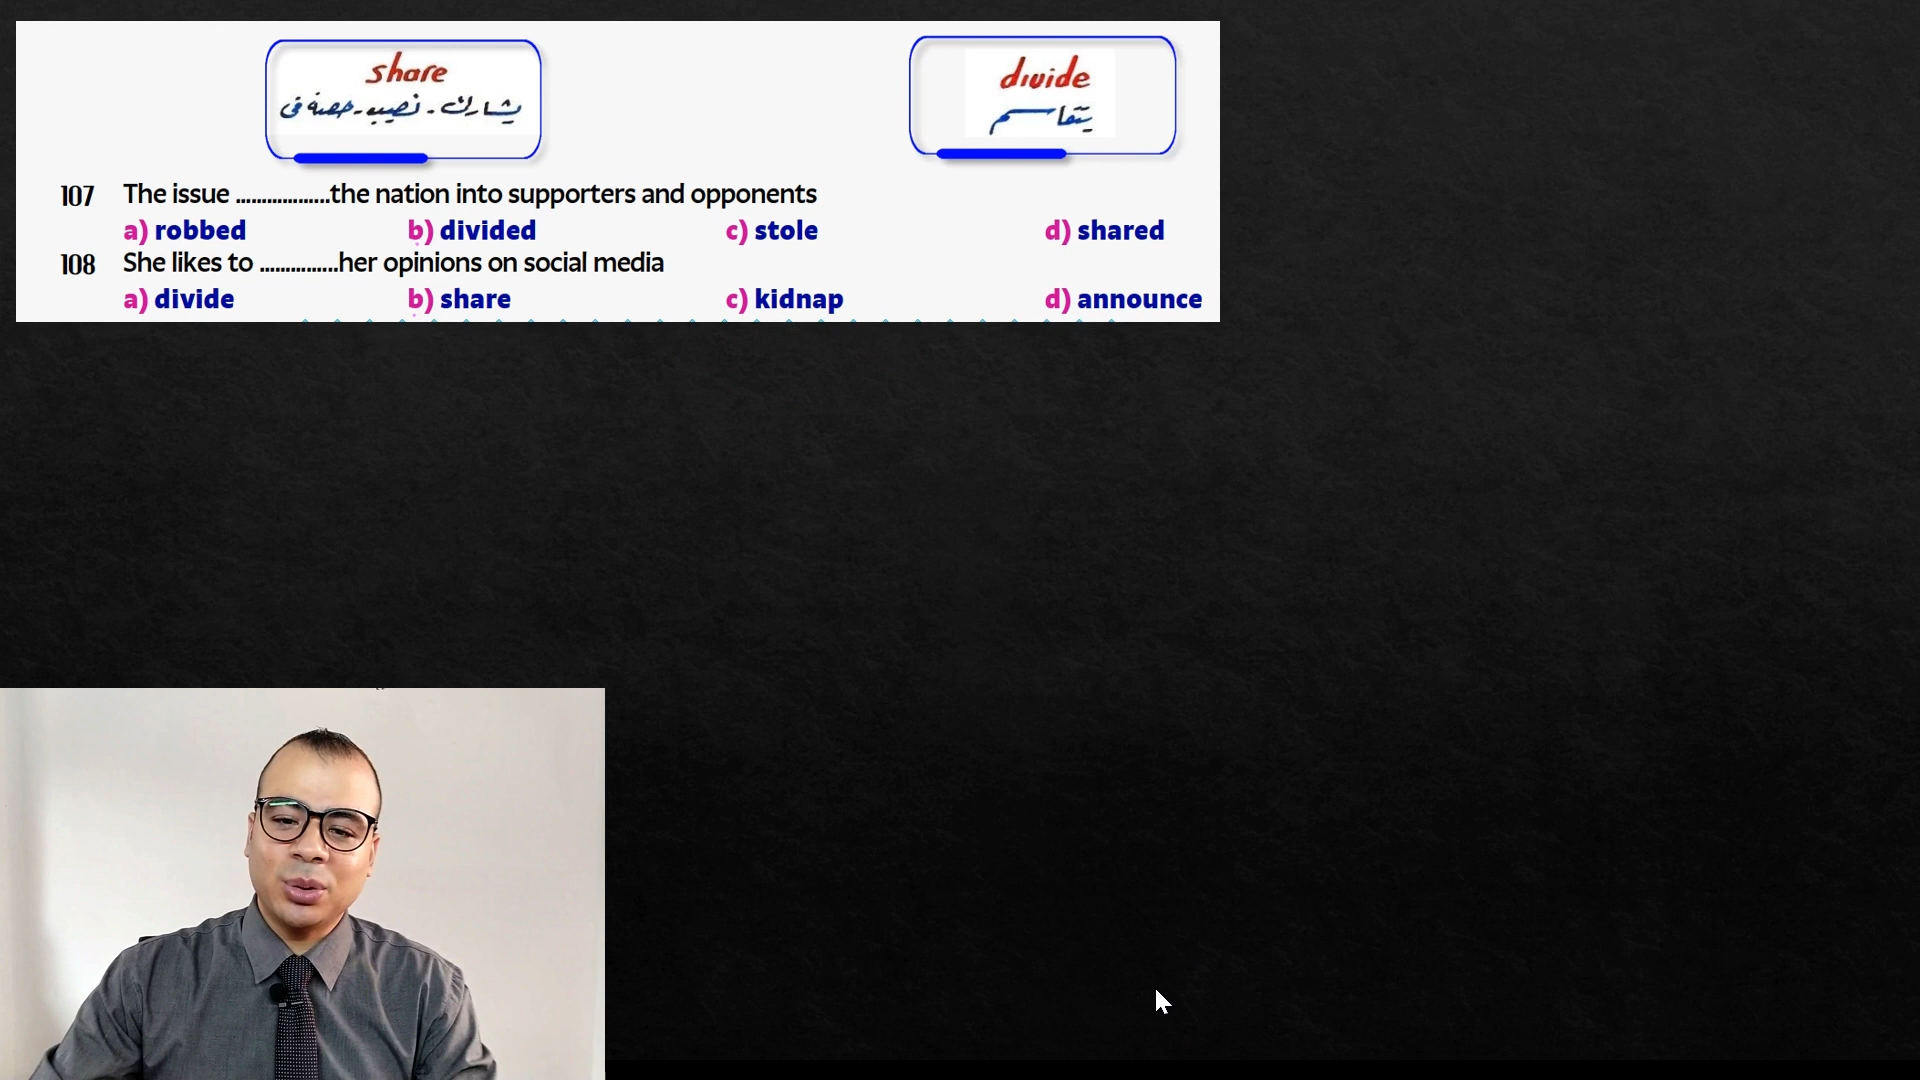 share
يشارك - نصيب - حصة فى
divide
يتقاسم
107 The issue ..................the nation into supporters and opponents
a) robbed b) divided c) stole d) shared
108 She likes to ...............her opinions on social media
a) divide b) share c) kidnap d) announce